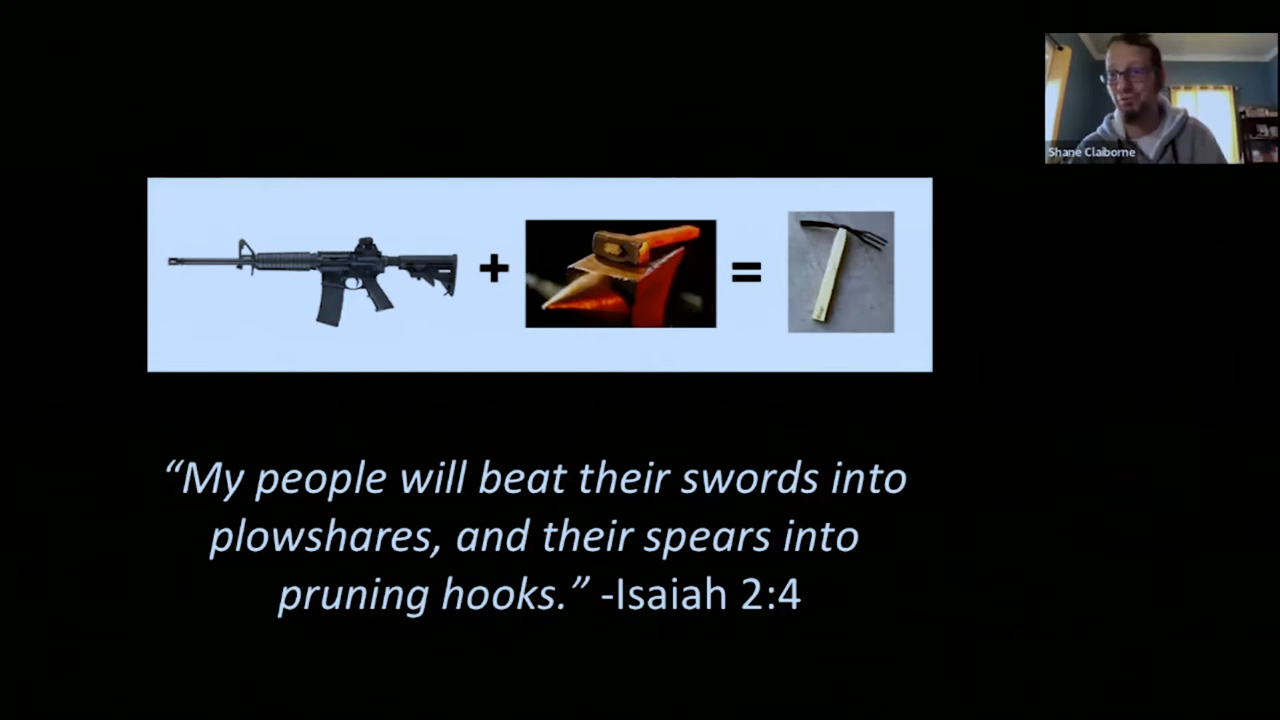 Shane Claiborne
+
=
“My people will beat their swords into
plowshares, and their spears into
pruning hooks.” -Isaiah 2:4